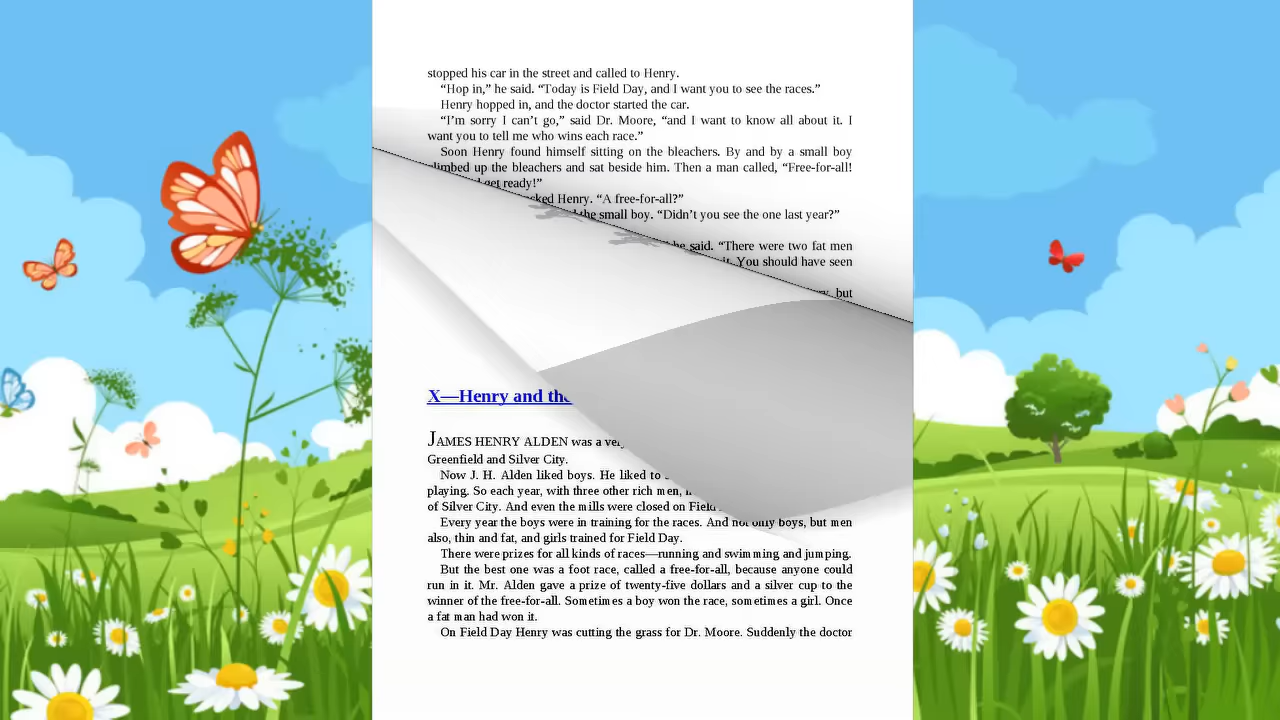 stopped his car in the street and called to Henry.
“Hop in,” he said. “Today is Field Day, and I want you to see the races.”
Henry hopped in, and the doctor started the car.
“I’m sorry I can’t go,” said Dr. Moore, “and I want to know all about it. I
want you to tell me who wins each race.”
Soon Henry found himself sitting on the bleachers. By and by a small boy
climbed up the bleachers and sat beside him. Then a man called, “Free-for-all!
get ready!”
asked Henry. “A free-for-all?”
the small boy. “Didn’t you see the one last year?”
he said. “There were two fat men
it. You should have seen
but
X—Henry and the
JAMES HENRY ALDEN was a very
Greenfield and Silver City.
Now J. H. Alden liked boys. He liked to
playing. So each year, with three other rich men,
of Silver City. And even the mills were closed on Field
Every year the boys were in training for the races. And not only boys, but men
also, thin and fat, and girls trained for Field Day.
There were prizes for all kinds of races—running and swimming and jumping.
But the best one was a foot race, called a free-for-all, because anyone could
run in it. Mr. Alden gave a prize of twenty-five dollars and a silver cup to the
winner of the free-for-all. Sometimes a boy won the race, sometimes a girl. Once
a fat man had won it.
On Field Day Henry was cutting the grass for Dr. Moore. Suddenly the doctor